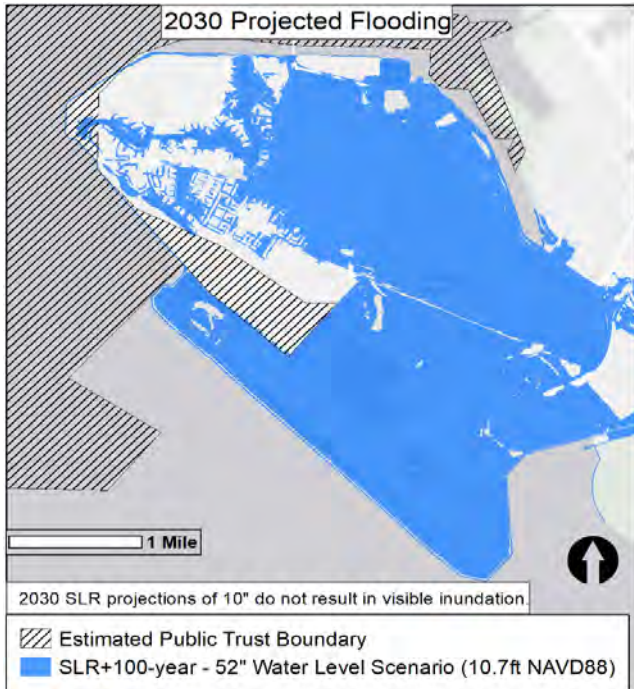 2030 Projected Flooding
1 Mile
2030 SLR projections of 10" do not result in visible inundation.
Estimated Public Trust Boundary
SLR+100-year - 52" Water Level Scenario (10.7ft NAVD88)